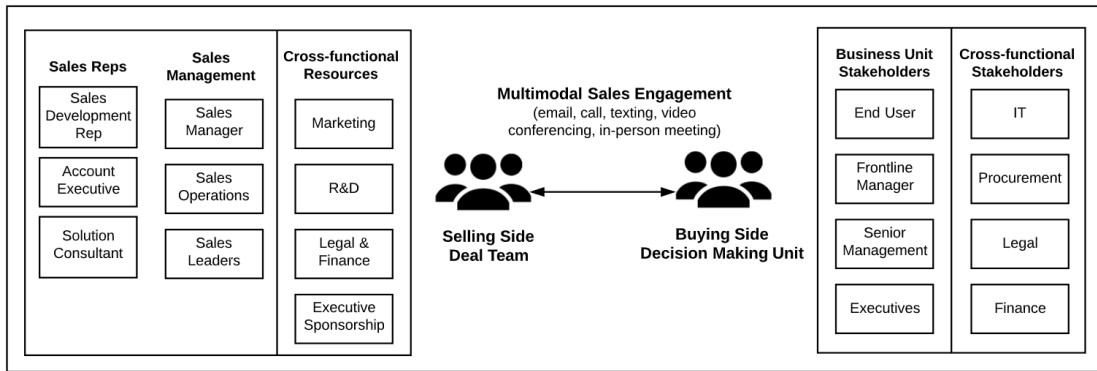 Sales Reps
Sales
Development
Rep
Account
Executive
Solution
Consultant
Sales
Management
Sales
Manager
Sales
Operations
Sales
Leaders
Cross-functional
Resources
Marketing
R&D
Legal &
Finance
Executive
Sponsorship
Multimodal Sales Engagement
(email, call, texting, video
conferencing, in-person meeting)
Selling Side
Deal Team
Buying Side
Decision Making Unit
Business Unit
Stakeholders
End User
Frontline
Manager
Senior
Management
Executives
Cross-functional
Stakeholders
IT
Procurement
Legal
Finance